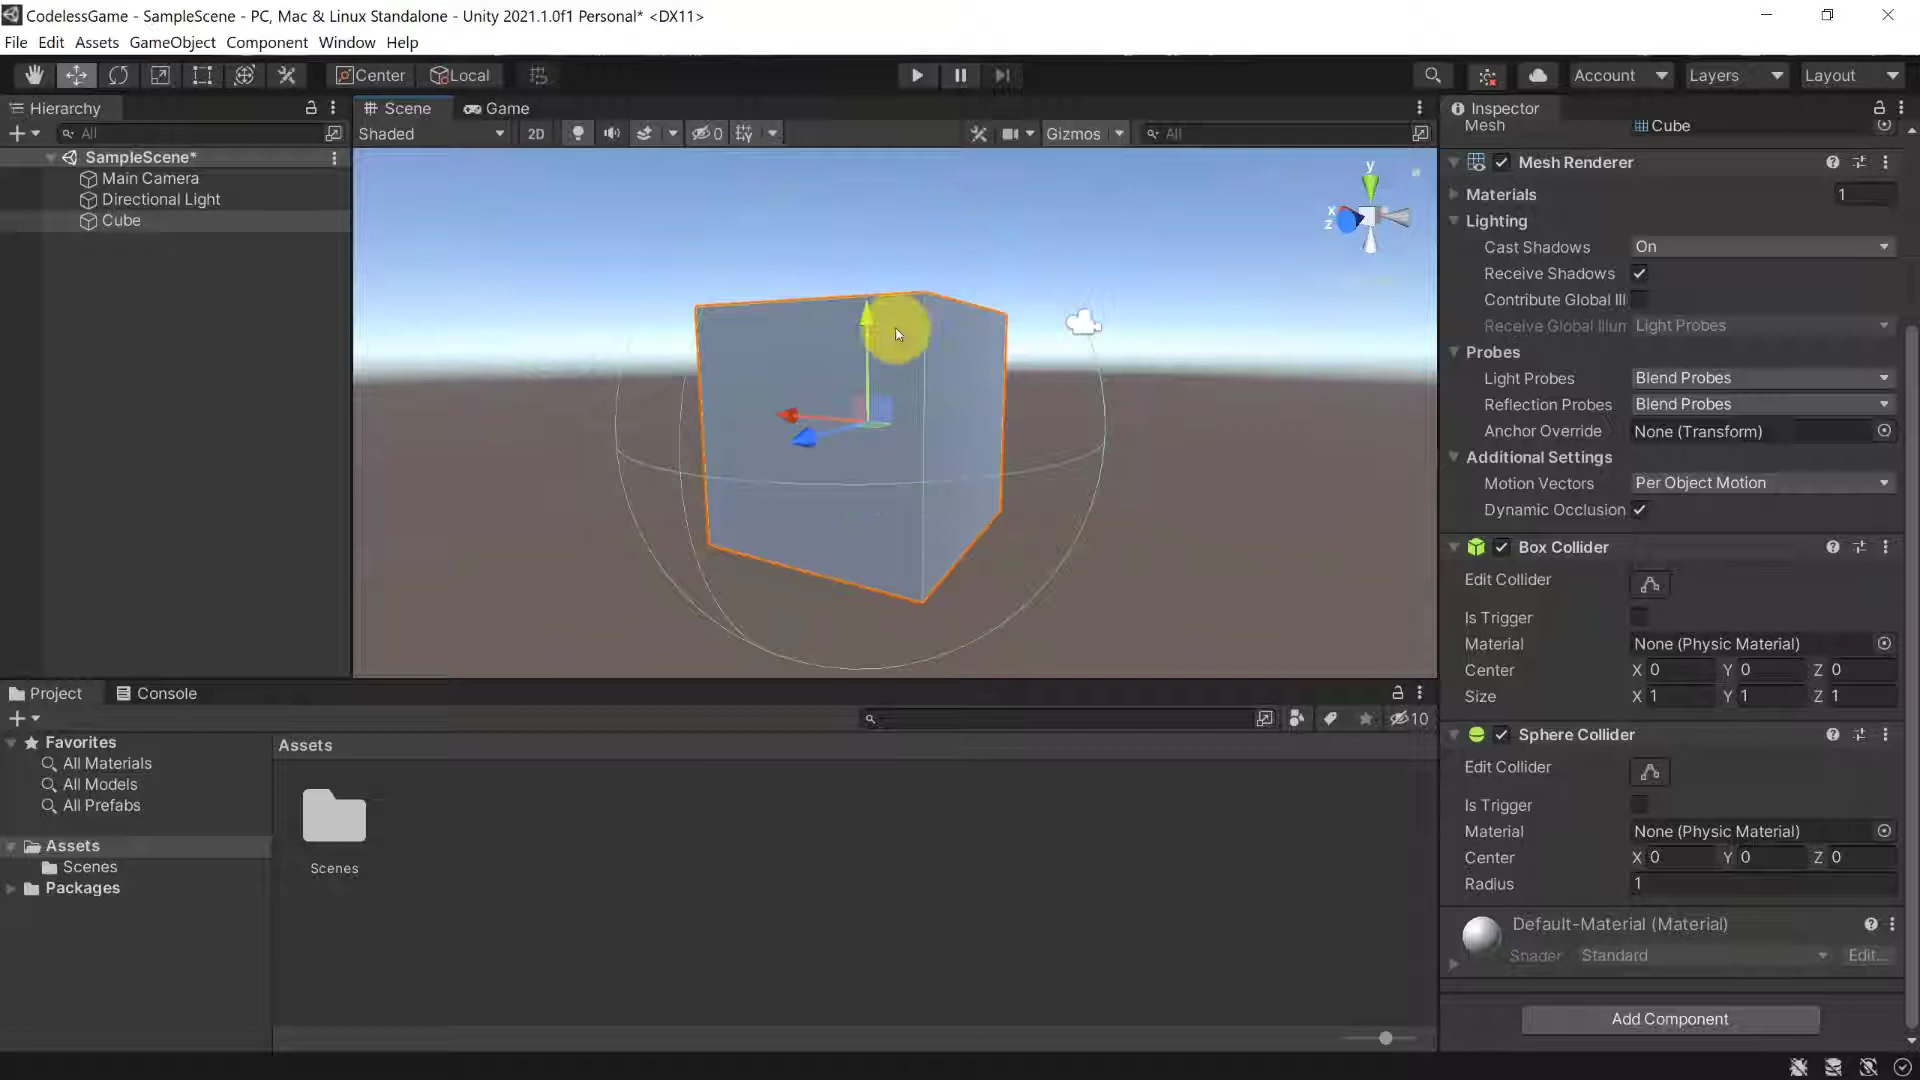 CodelessGame - SampleScene - PC, Mac & Linux Standalone - Unity 2021.1.0f1 Personal* <DX11>
File Edit Assets GameObject Component Window Help
Center Local Account Layers Layout
Hierarchy
All
SampleScene*
Main Camera
Directional Light
Cube
Scene Game
Shaded 2D 0 Gizmos All
y
x
z
Inspector
Mesh Cube
Mesh Renderer
Materials 1
Lighting
Cast Shadows On
Receive Shadows
Contribute Global Ill
Receive Global Illum Light Probes
Probes
Light Probes Blend Probes
Reflection Probes Blend Probes
Anchor Override None (Transform)
Additional Settings
Motion Vectors Per Object Motion
Dynamic Occlusion
Box Collider
Edit Collider
Is Trigger
Material None (Physic Material)
Center X 0 Y 0 Z 0
Size X 1 Y 1 Z 1
Sphere Collider
Edit Collider
Is Trigger
Material None (Physic Material)
Center X 0 Y 0 Z 0
Radius 1
Default-Material (Material)
Shader Standard Edit...
Add Component
Project Console
10
Favorites
All Materials
All Models
All Prefabs
Assets
Scenes
Packages
Assets
Scenes